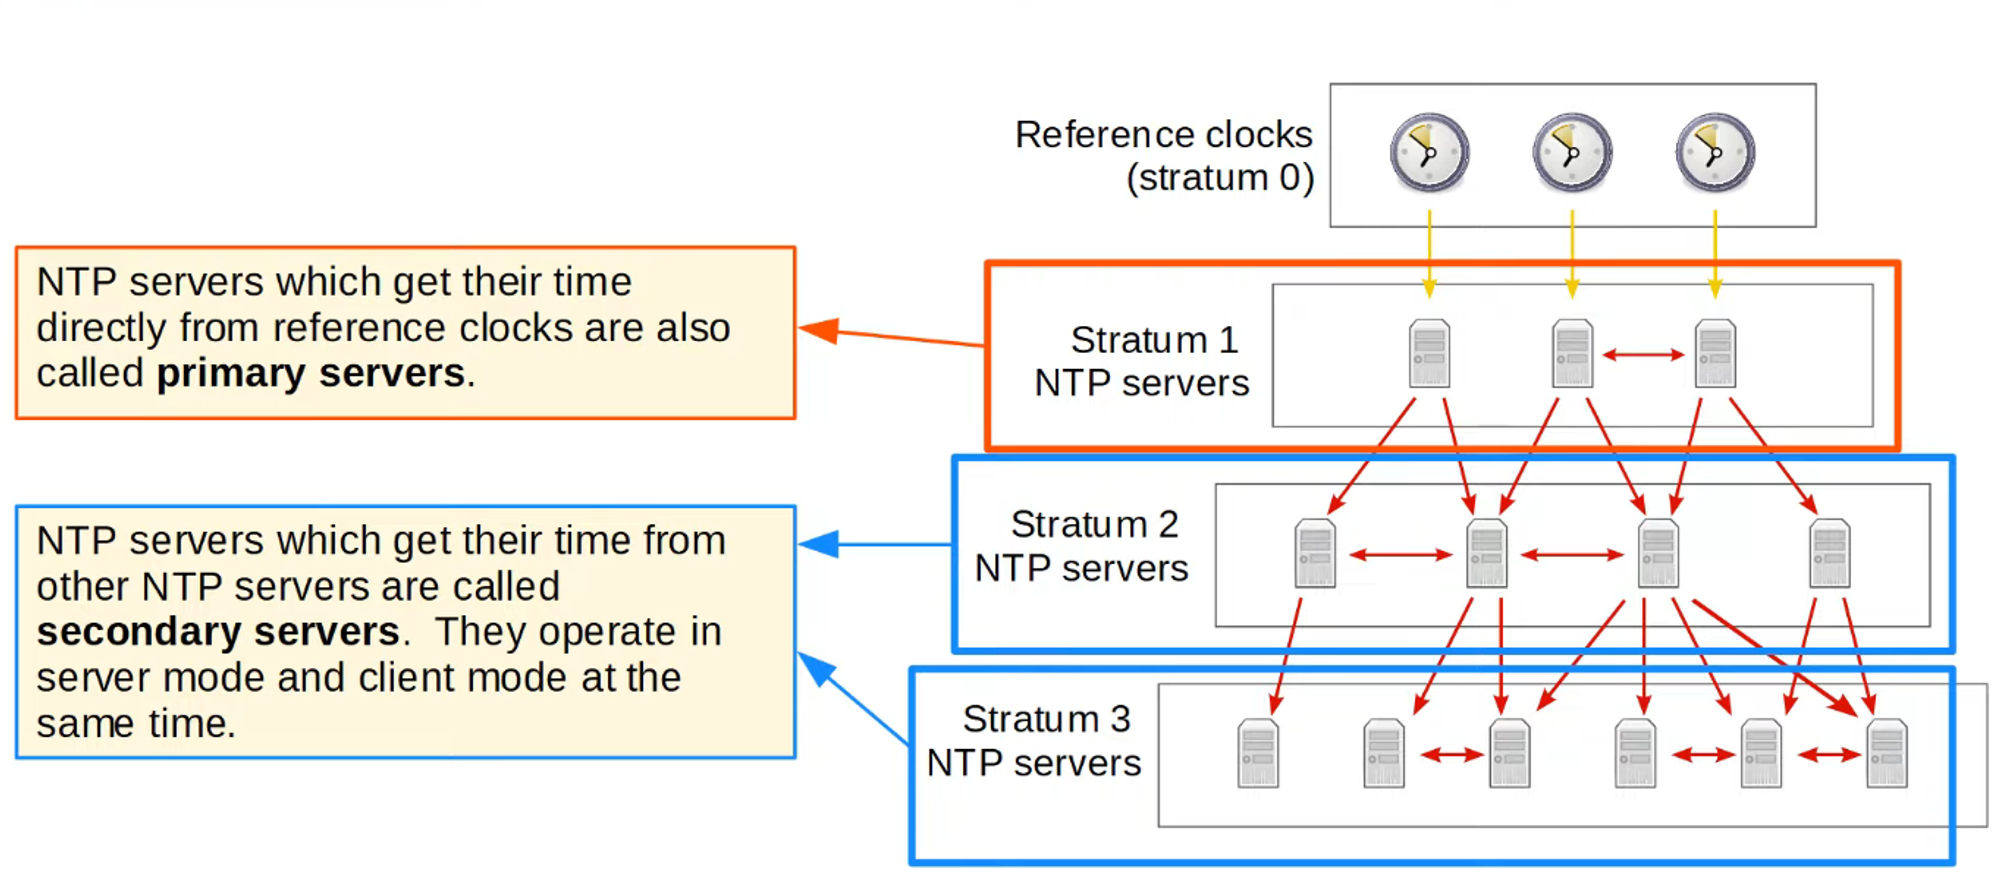 Reference clocks
(stratum 0)
NTP servers which get their time
directly from reference clocks are also
called primary servers.
Stratum 1
NTP servers
NTP servers which get their time from
other NTP servers are called
secondary servers.  They operate in
server mode and client mode at the
same time.
Stratum 2
NTP servers
Stratum 3
NTP servers